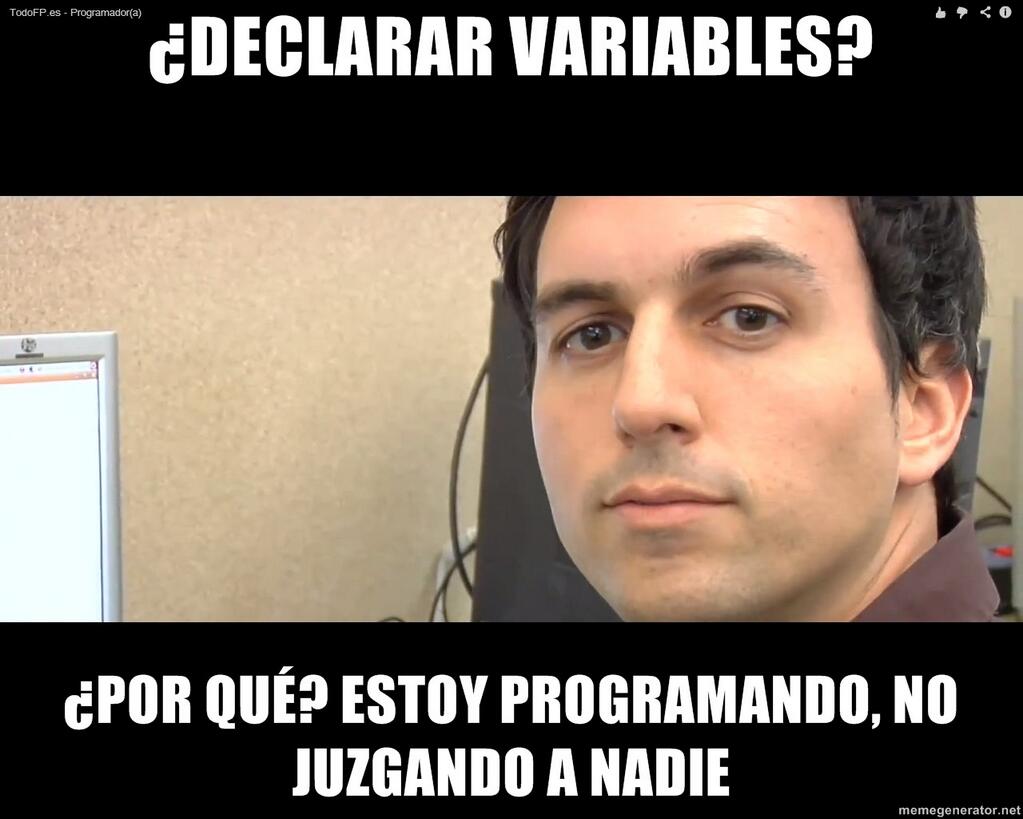 TodoFP.es - Programador(a)
¿DECLARAR VARIABLES?
¿POR QUÉ? ESTOY PROGRAMANDO, NO
JUZGANDO A NADIE
memegenerator.net